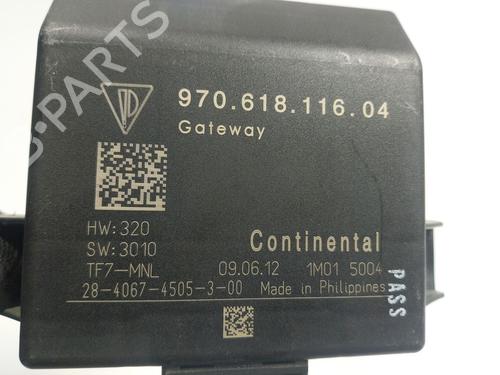 970.618.116.04
Gateway
HW:320
SW:3010
Continental
TF7-MNL 09.06.12 1M01 5004
28-4067-4505-3-00 Made in Philippines
PASS
B-PARTS